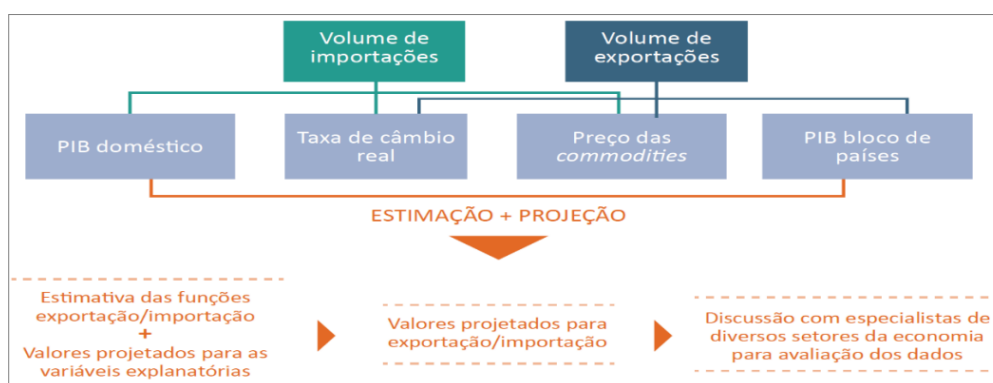 Volume de
importações
Volume de
exportações
PIB doméstico
Taxa de câmbio
real
Preço das
commodities
PIB bloco de
países
ESTIMAÇÃO + PROJEÇÃO
Estimativa das funções
exportação/importação
+
Valores projetados para as
variáveis explanatórias
Valores projetados para
exportação/importação
Discussão com especialistas de
diversos setores da economia
para avaliação dos dados